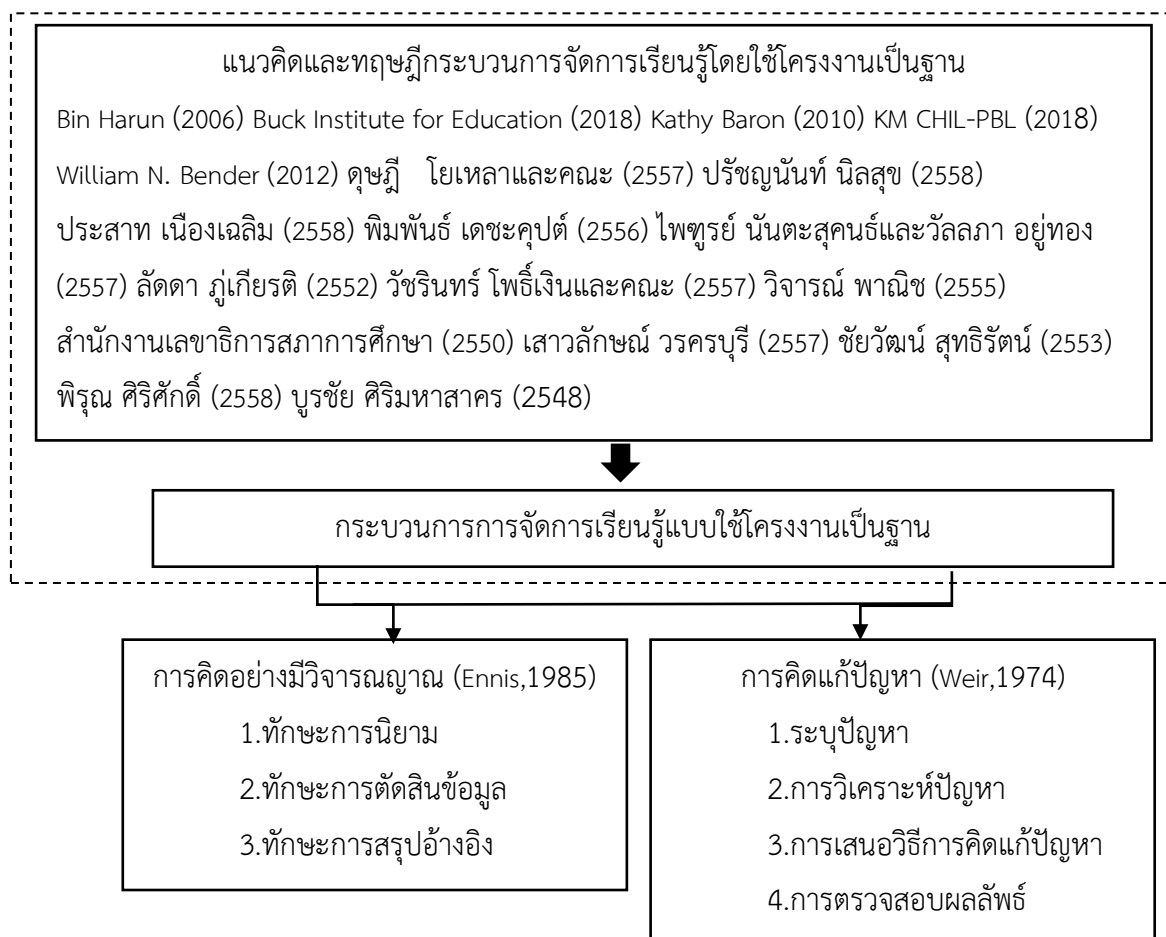 แนวคิดและทฤษฎีกระบวนการจัดการเรียนรู้โดยใช้โครงงานเป็นฐาน
Bin Harun (2006) Buck Institute for Education (2018) Kathy Baron (2010) KM CHIL-PBL (2018)
William N. Bender (2012) ดุษฎี โยเหลาและคณะ (2557) ปรัชญนันท์ นิลสุข (2558)
ประสาท เนืองเฉลิม (2558) พิมพันธ์ เดชะคุปต์ (2556) ไพฑูรย์ นันตะสุคนธ์และวัลลภา อยู่ทอง
(2557) ลัดดา ภู่เกียรติ (2552) วัชรินทร์ โพธิ์เงินและคณะ (2557) วิจารณ์ พาณิช (2555)
สำนักงานเลขาธิการสภาการศึกษา (2550) เสาวลักษณ์ วรครบุรี (2557) ชัยวัฒน์ สุทธิรัตน์ (2553)
พิรุณ ศิริศักดิ์ (2558) บูรชัย ศิริมหาสาคร (2548)
กระบวนการการจัดการเรียนรู้แบบใช้โครงงานเป็นฐาน
การคิดอย่างมีวิจารณญาณ (Ennis,1985)
1.ทักษะการนิยาม
2.ทักษะการตัดสินข้อมูล
3.ทักษะการสรุปอ้างอิง
การคิดแก้ปัญหา (Weir,1974)
1.ระบุปัญหา
2.การวิเคราะห์ปัญหา
3.การเสนอวิธีการคิดแก้ปัญหา
4.การตรวจสอบผลลัพธ์